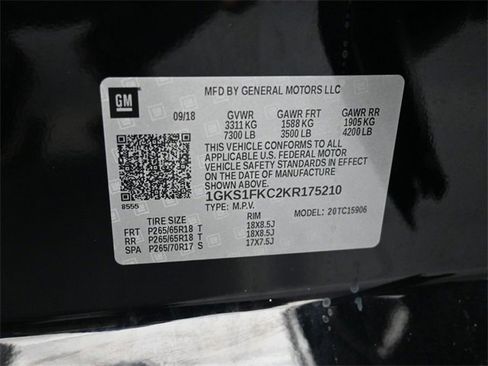 GM
MFD BY GENERAL MOTORS LLC
09/18 GVWR GAWR FRT GAWR RR
3311 KG 1588 KG 1905 KG
7300 LB 3500 LB 4200 LB
THIS VEHICLE CONFORMS TO ALL
APPLICABLE U.S. FEDERAL MOTOR
VEHICLE SAFETY STANDARDS IN EFFECT
ON THE DATE OF MANUFACTURE
SHOWN ABOVE.
1GKS1FKC2KR175210
TYPE: M.P.V. MODEL: 20TC15906
8555
TIRE SIZE RIM
FRT P265/65R18 T 18X8.5J
RR P265/65R18 T 18X8.5J
SPA P265/70R17 S 17X7.5J